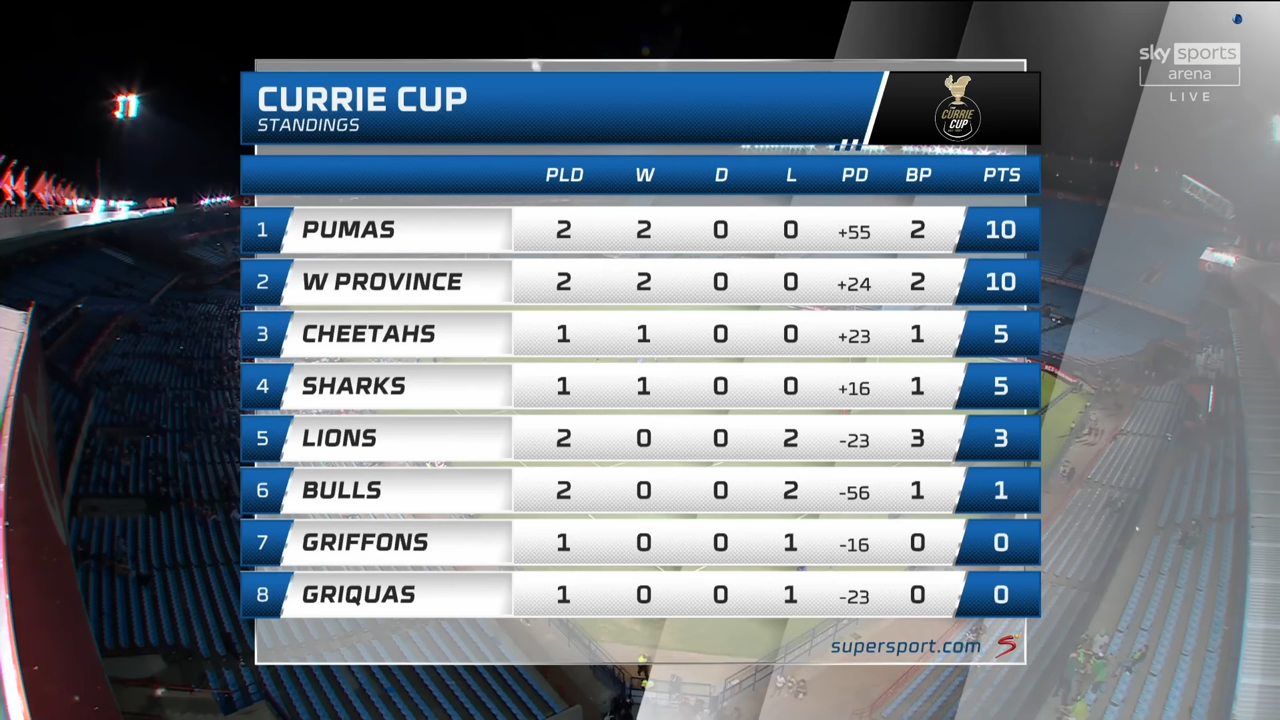 sky sports
arena
LIVE
CURRIE CUP
STANDINGS
THE
CURRIE
CUP
PLD W D L PD BP PTS
1 PUMAS 2 2 0 0 +55 2 10
2 W PROVINCE 2 2 0 0 +24 2 10
3 CHEETAHS 1 1 0 0 +23 1 5
4 SHARKS 1 1 0 0 +16 1 5
5 LIONS 2 0 0 2 -23 3 3
6 BULLS 2 0 0 2 -56 1 1
7 GRIFFONS 1 0 0 1 -16 0 0
8 GRIQUAS 1 0 0 1 -23 0 0
supersport.com S